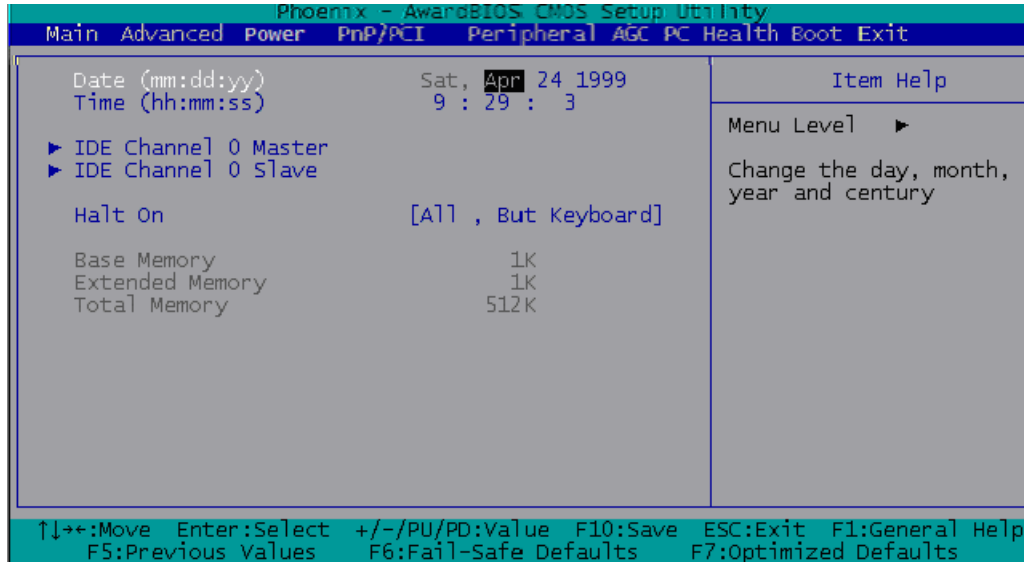 Phoenix - AwardBIOS CMOS Setup Utility
Main Advanced Power PnP/PCI Peripheral AGC PC Health Boot Exit
Date (mm:dd:yy) Sat, Apr 24 1999
Time (hh:mm:ss) 9 : 29 : 3
▶ IDE Channel 0 Master
▶ IDE Channel 0 Slave
Halt On [All , But Keyboard]
Base Memory 1K
Extended Memory 1K
Total Memory 512K
Item Help
Menu Level ▶
Change the day, month,
year and century
↑↓→←:Move Enter:Select +/-/PU/PD:Value F10:Save ESC:Exit F1:General Help
F5:Previous Values F6:Fail-Safe Defaults F7:Optimized Defaults